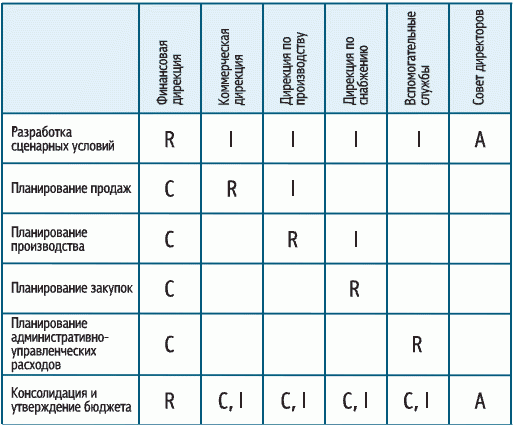 Финансовая
дирекция
Коммерческая
дирекция
Дирекция по
производству
Дирекция по
снабжению
Вспомогательные
службы
Совет директоров
Разработка
сценарных условий
R I I I I A
Планирование продаж
C R I
Планирование
производства
C R I
Планирование закупок
C R
Планирование
административно-
управленческих
расходов
C R
Консолидация и
утверждение бюджета
R C, I C, I C, I C, I A